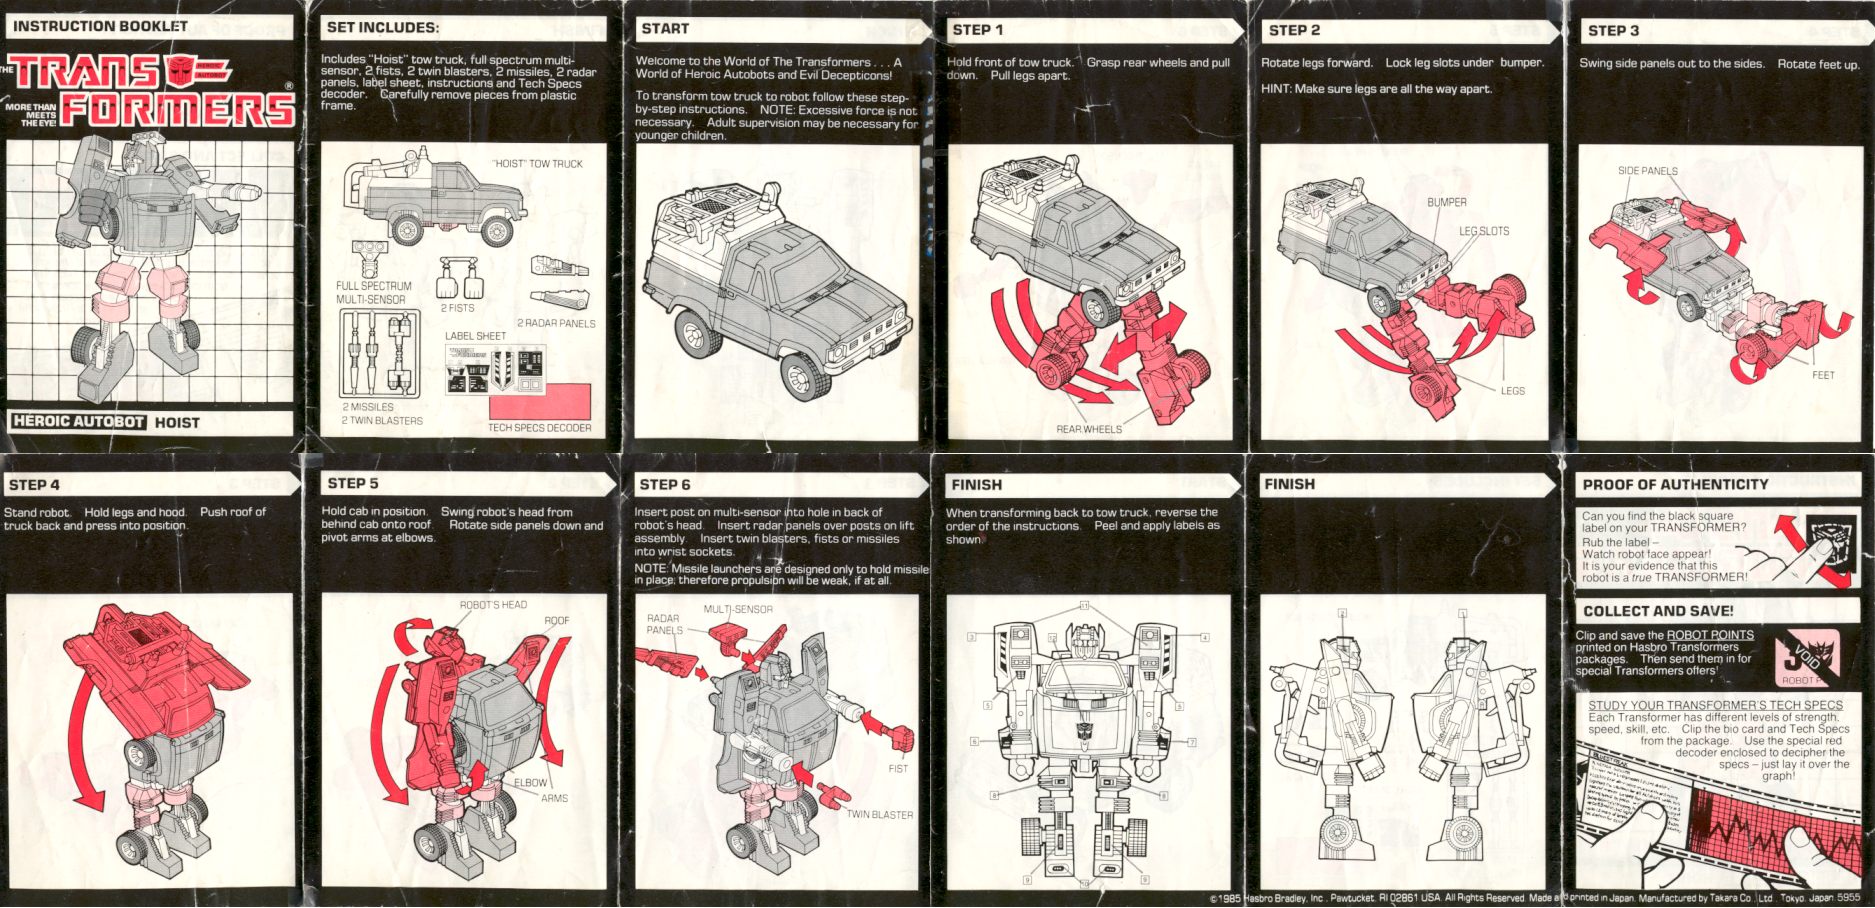 INSTRUCTION BOOKLET
THE TRANSFORMERS
HEROIC
AUTOBOT
®
MORE THAN
MEETS
THE EYE!
HEROIC AUTOBOT HOIST
SET INCLUDES:
Includes "Hoist" tow truck, full spectrum multi-
sensor, 2 fists, 2 twin blasters, 2 missiles, 2 radar
panels, label sheet, instructions and Tech Specs
decoder. Carefully remove pieces from plastic
frame.
"HOIST" TOW TRUCK
FULL SPECTRUM
MULTI-SENSOR
2 FISTS
2 RADAR PANELS
LABEL SHEET
2 MISSILES
2 TWIN BLASTERS
TECH SPECS DECODER
START
Welcome to the World of The Transformers . . . A
World of Heroic Autobots and Evil Decepticons!
To transform tow truck to robot follow these step-
by-step instructions. NOTE: Excessive force is not
necessary. Adult supervision may be necessary for
younger children.
STEP 1
Hold front of tow truck. Grasp rear wheels and pull
down. Pull legs apart.
REAR WHEELS
STEP 2
Rotate legs forward. Lock leg slots under bumper.
HINT: Make sure legs are all the way apart.
BUMPER
LEG SLOTS
LEGS
STEP 3
Swing side panels out to the sides. Rotate feet up.
SIDE PANELS
FEET
STEP 4
Stand robot. Hold legs and hood. Push roof of
truck back and press into position.
STEP 5
Hold cab in position. Swing robot's head from
behind cab onto roof. Rotate side panels down and
pivot arms at elbows.
ROBOT'S HEAD
ROOF
ELBOW
ARMS
STEP 6
Insert post on multi-sensor into hole in back of
robot's head. Insert radar panels over posts on lift
assembly. Insert twin blasters, fists or missiles
into wrist sockets.
NOTE: Missile launchers are designed only to hold missile
in place; therefore propulsion will be weak, if at all.
MULTI-SENSOR
RADAR
PANELS
FIST
TWIN BLASTER
FINISH
When transforming back to tow truck, reverse the
order of the instructions. Peel and apply labels as
shown.
11
3
12
4
5
5
6
7
8
8
9
10
9
FINISH
2
1
PROOF OF AUTHENTICITY
Can you find the black square
label on your TRANSFORMER?
Rub the label –
Watch robot face appear!
It is your evidence that this
robot is a true TRANSFORMER!
COLLECT AND SAVE!
Clip and save the ROBOT POINTS
printed on Hasbro Transformers
packages. Then send them in for
special Transformers offers!
VOID
ROBOT P
STUDY YOUR TRANSFORMER'S TECH SPECS
Each Transformer has different levels of strength,
speed, skill, etc. Clip the bio card and Tech Specs
from the package. Use the special red
decoder enclosed to decipher the
specs – just lay it over the
graph!
©1985 Hasbro Bradley, Inc., Pawtucket, RI 02861 USA. All Rights Reserved. Made and printed in Japan. Manufactured by Takara Co., Ltd., Tokyo, Japan. 5955